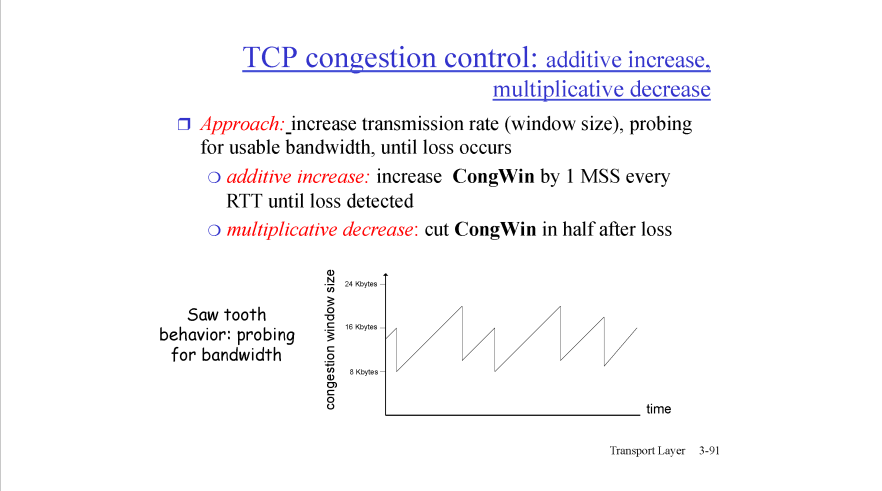 TCP congestion control: additive increase,
multiplicative decrease
Approach: increase transmission rate (window size), probing
for usable bandwidth, until loss occurs
additive increase: increase CongWin by 1 MSS every
RTT until loss detected
multiplicative decrease: cut CongWin in half after loss
Saw tooth
behavior: probing
for bandwidth
congestion window size
24 Kbytes
16 Kbytes
8 Kbytes
time
Transport Layer 3-91